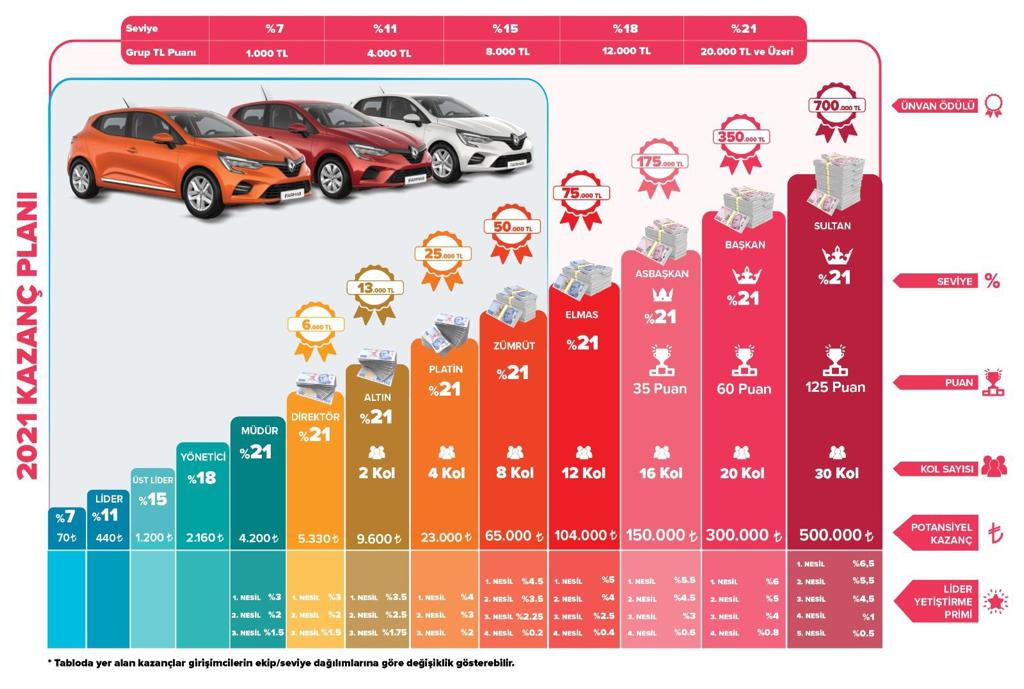 Seviye %7 %11 %15 %18 %21
Grup TL Puanı 1.000 TL 4.000 TL 8.000 TL 12.000 TL 20.000 TL ve Üzeri
2021 KAZANÇ PLANI
FARMASİ FARMASİ FARMASİ
700.000 TL
350.000 TL
175.000 TL
75.000 TL
50.000 TL
25.000 TL
13.000 TL
6.000 TL
ÜNVAN ÖDÜLÜ
SEVİYE %
PUAN
KOL SAYISI
POTANSİYEL
KAZANÇ ₺
LİDER
YETİŞTİRME
PRİMİ
%7
70 ₺
LİDER
%11
440 ₺
ÜST LİDER
%15
1.200 ₺
YÖNETİCİ
%18
2.160 ₺
MÜDÜR
%21
4.200 ₺
1. NESİL %3
2. NESİL %2
3. NESİL %1.5
DİREKTÖR
%21
5.330 ₺
1. NESİL %3
2. NESİL %2
3. NESİL %1.5
ALTIN
%21
2 Kol
9.600 ₺
1. NESİL %3.5
2. NESİL %2.5
3. NESİL %1.75
PLATİN
%21
4 Kol
23.000 ₺
1. NESİL %4
2. NESİL %3
3. NESİL %2
ZÜMRÜT
%21
8 Kol
65.000 ₺
1. NESİL %4.5
2. NESİL %3.5
3. NESİL %2.25
4. NESİL %0.2
ELMAS
%21
12 Kol
104.000 ₺
1. NESİL %5
2. NESİL %4
3. NESİL %2.5
4. NESİL %0.4
ASBAŞKAN
%21
35 Puan
16 Kol
150.000 ₺
1. NESİL %5.5
2. NESİL %4.5
3. NESİL %3
4. NESİL %0.6
BAŞKAN
%21
60 Puan
20 Kol
300.000 ₺
1. NESİL %6
2. NESİL %5
3. NESİL %4
4. NESİL %0.8
SULTAN
%21
125 Puan
30 Kol
500.000 ₺
1. NESİL %6,5
2. NESİL %5,5
3. NESİL %4,5
4. NESİL %1
5. NESİL %0.5
* Tabloda yer alan kazançlar girişimcilerin ekip/seviye dağılımlarına göre değişiklik gösterebilir.